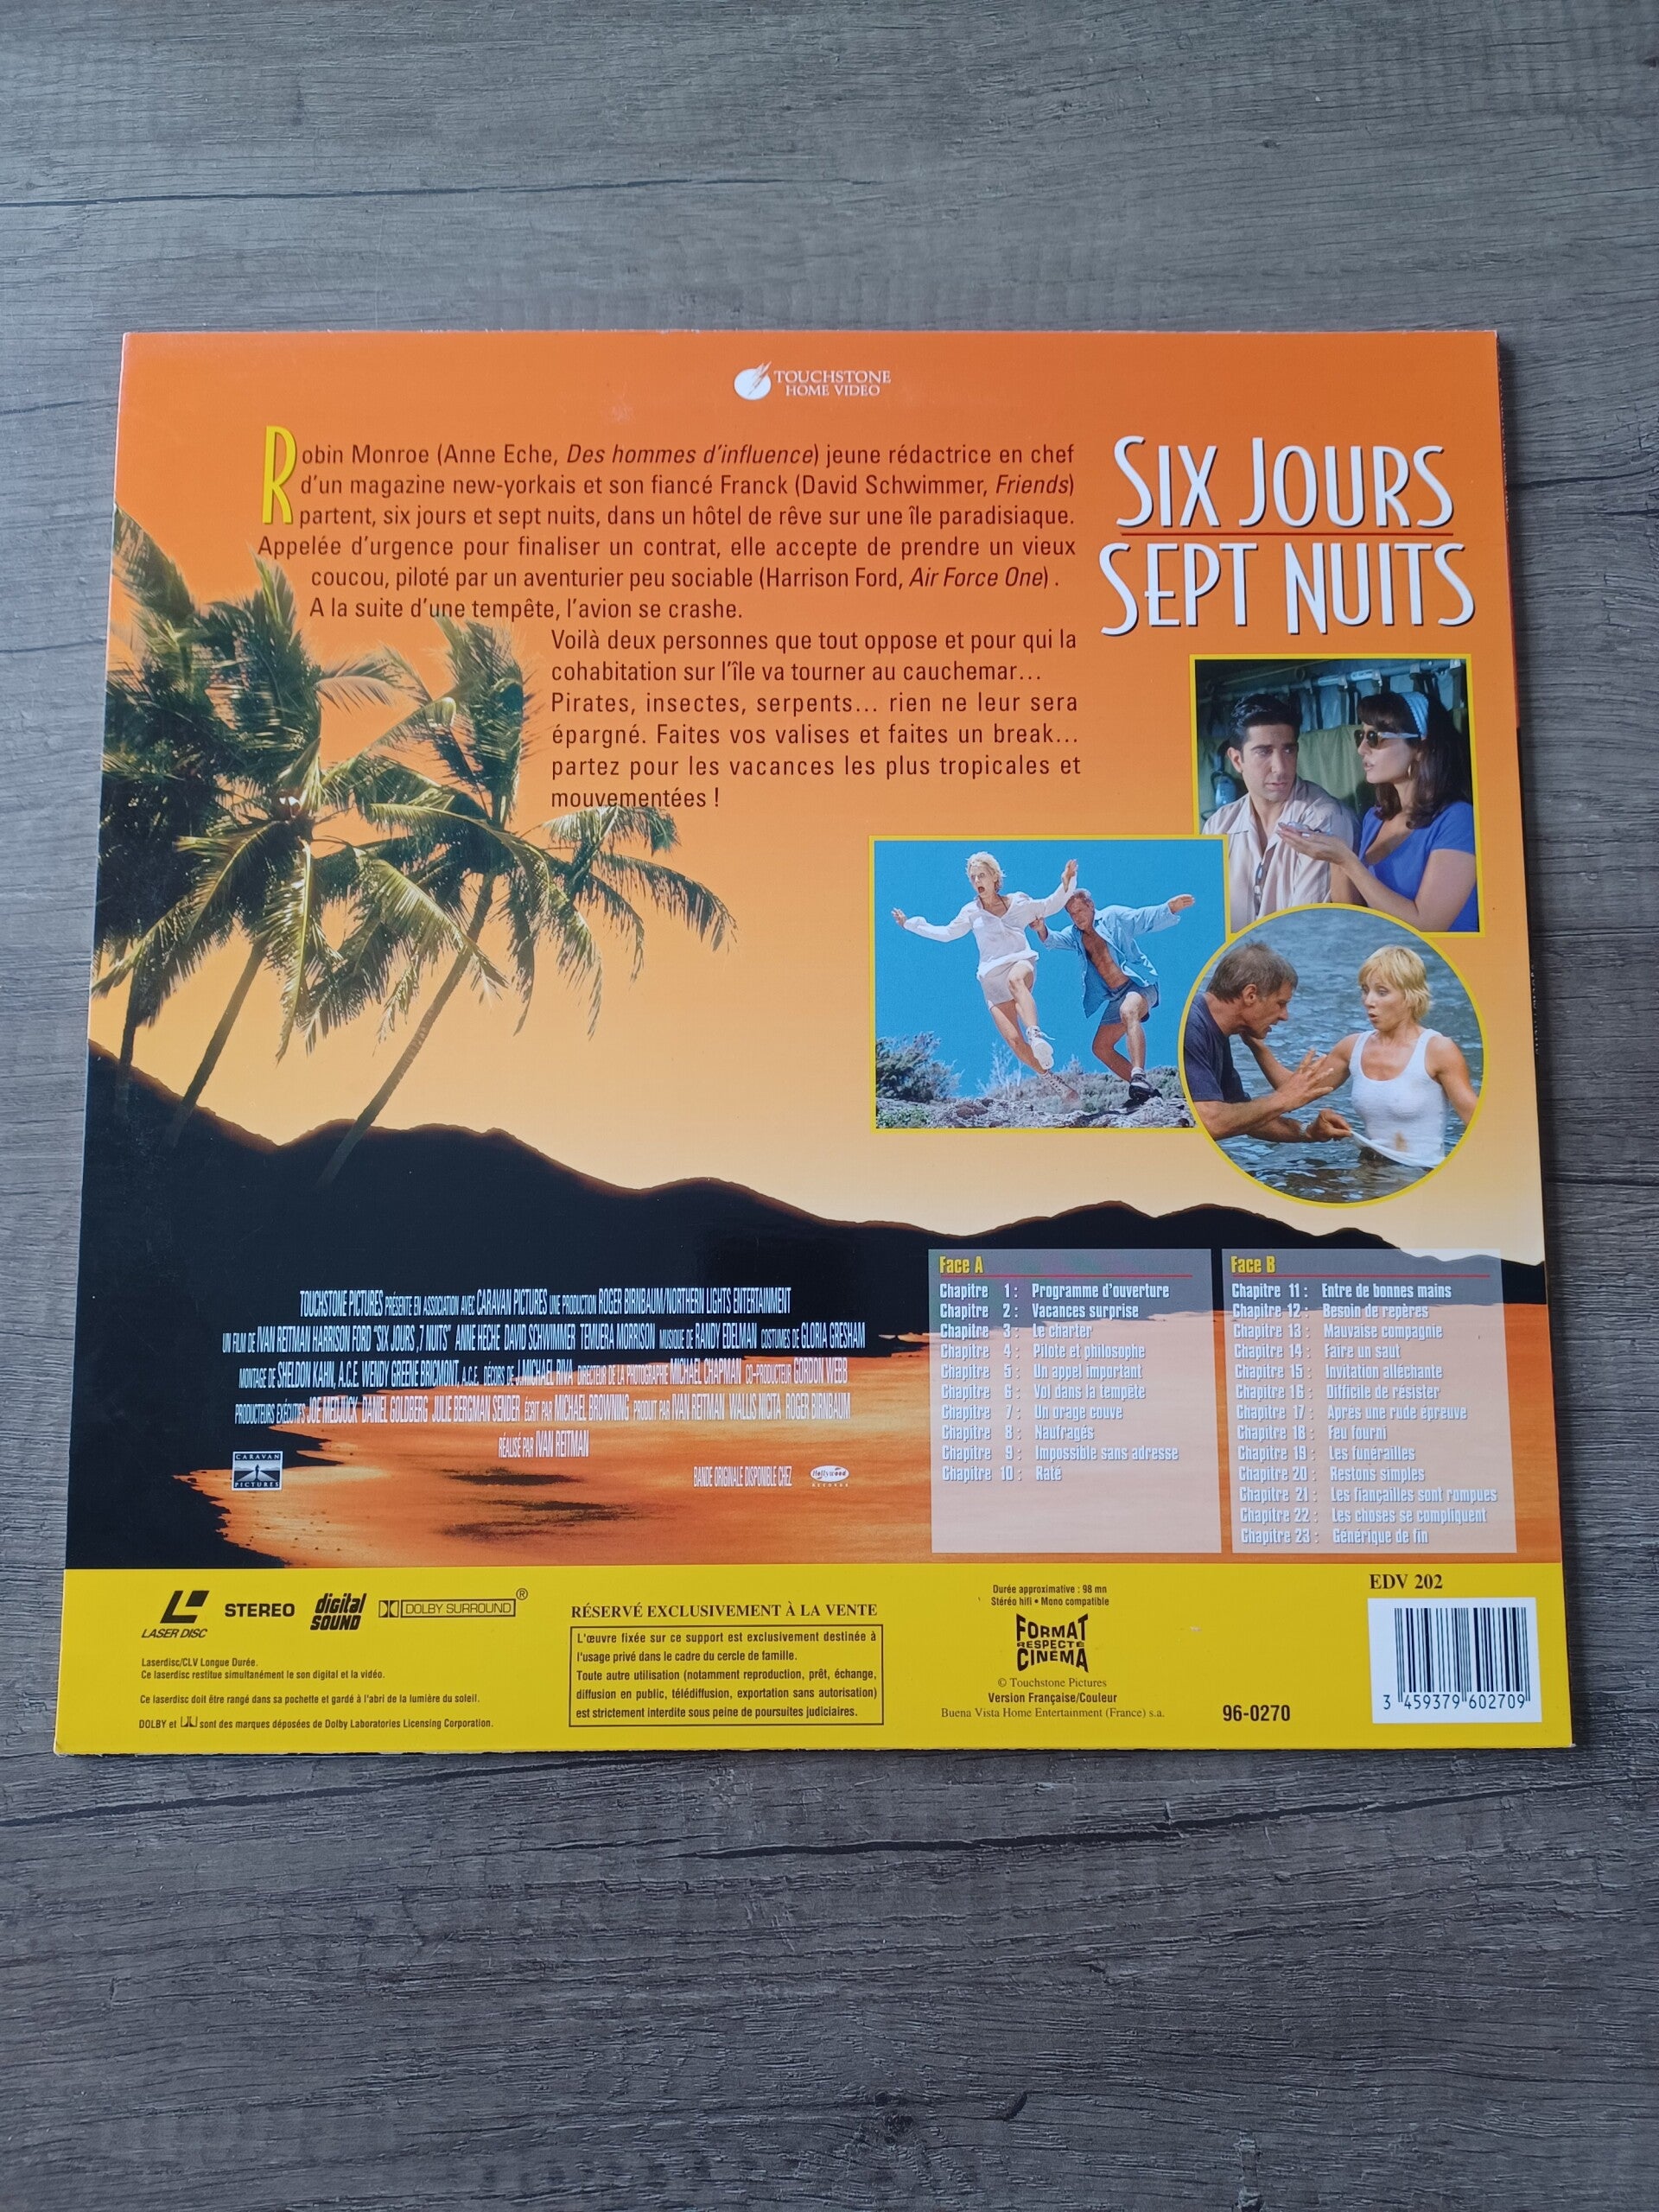 TOUCHSTONE
HOME VIDEO
Robin Monroe (Anne Eche, Des hommes d'influence) jeune rédactrice en chef
d'un magazine new-yorkais et son fiancé Franck (David Schwimmer, Friends)
partent, six jours et sept nuits, dans un hôtel de rêve sur une île paradisiaque.
Appelée d'urgence pour finaliser un contrat, elle accepte de prendre un vieux
coucou, piloté par un aventurier peu sociable (Harrison Ford, Air Force One) .
A la suite d'une tempête, l'avion se crashe.
Voilà deux personnes que tout oppose et pour qui la
cohabitation sur l'île va tourner au cauchemar...
Pirates, insectes, serpents... rien ne leur sera
épargné. Faites vos valises et faites un break...
partez pour les vacances les plus tropicales et
mouvementées !
SIX JOURS
SEPT NUITS
TOUCHSTONE PICTURES PRÉSENTE EN ASSOCIATION AVEC CARAVAN PICTURES UNE PRODUCTION ROGER BIRNBAUM/NORTHERN LIGHTS ENTERTAINMENT
UN FILM DE IVAN REITMAN HARRISON FORD "SIX JOURS ,7 NUITS" ANNE HECHE DAVID SCHWIMMER TEMUERA MORRISON MUSIQUE DE RANDY EDELMAN COSTUMES DE GLORIA GRESHAM
MONTAGE DE SHELDON KAHN, A.C.E. WENDY GREENE BRICMONT, A.C.E. DÉCORS DE J.MICHAEL RIVA DIRECTEUR DE LA PHOTOGRAPHIE MICHAEL CHAPMAN CO-PRODUCTEUR GORDON WEBB
PRODUCTEURS EXÉCUTIFS JOE MEDJUCK DANIEL GOLDBERG JULIE BERGMAN SENDER ÉCRIT PAR MICHAEL BROWNING PRODUIT PAR IVAN REITMAN WALLIS NICITA ROGER BIRNBAUM
RÉALISÉ PAR IVAN REITMAN
CARAVAN
PICTURES
BANDE ORIGINALE DISPONIBLE CHEZ
Hollywood
RECORDS
Face A
Chapitre 1 : Programme d'ouverture
Chapitre 2 : Vacances surprise
Chapitre 3 : Le charter
Chapitre 4 : Pilote et philosophe
Chapitre 5 : Un appel important
Chapitre 6 : Vol dans la tempête
Chapitre 7 : Un orage couve
Chapitre 8 : Naufragés
Chapitre 9 : Impossible sans adresse
Chapitre 10 : Raté
Face B
Chapitre 11 : Entre de bonnes mains
Chapitre 12 : Besoin de repères
Chapitre 13 : Mauvaise compagnie
Chapitre 14 : Faire un saut
Chapitre 15 : Invitation alléchante
Chapitre 16 : Difficile de résister
Chapitre 17 : Après une rude épreuve
Chapitre 18 : Feu fourni
Chapitre 19 : Les funérailles
Chapitre 20 : Restons simples
Chapitre 21 : Les fiançailles sont rompues
Chapitre 22 : Les choses se compliquent
Chapitre 23 : Générique de fin
LASER DISC
STEREO
digital
SOUND
DOLBY SURROUND ®
Laserdisc/CLV Longue Durée.
Ce laserdisc restitue simultanément le son digital et la vidéo.
Ce laserdisc doit être rangé dans sa pochette et gardé à l'abri de la lumière du soleil.
DOLBY et sont des marques déposées de Dolby Laboratories Licensing Corporation.
RÉSERVÉ EXCLUSIVEMENT À LA VENTE
L'œuvre fixée sur ce support est exclusivement destinée à
l'usage privé dans le cadre du cercle de famille.
Toute autre utilisation (notamment reproduction, prêt, échange,
diffusion en public, télédiffusion, exportation sans autorisation)
est strictement interdite sous peine de poursuites judiciaires.
Durée approximative : 98 mn
Stéréo hifi • Mono compatible
FORMAT
RESPECTÉ
CINÉMA
© Touchstone Pictures
Version Française/Couleur
Buena Vista Home Entertainment (France) s.a.
96-0270
EDV 202
3 459379 602709